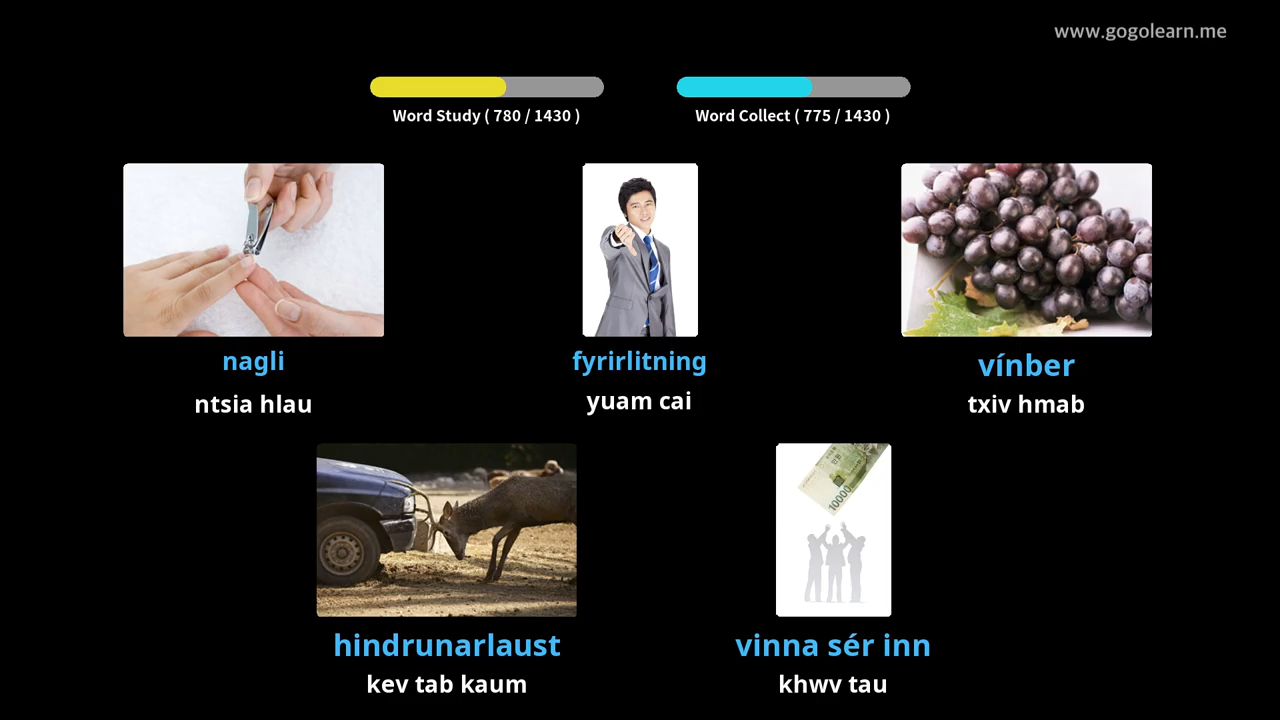 www.gogolearn.me
Word Study ( 780 / 1430 )
Word Collect ( 775 / 1430 )
nagli
ntsia hlau
fyrirlitning
yuam cai
vínber
txiv hmab
10000
hindrunarlaust
kev tab kaum
vinna sér inn
khwv tau